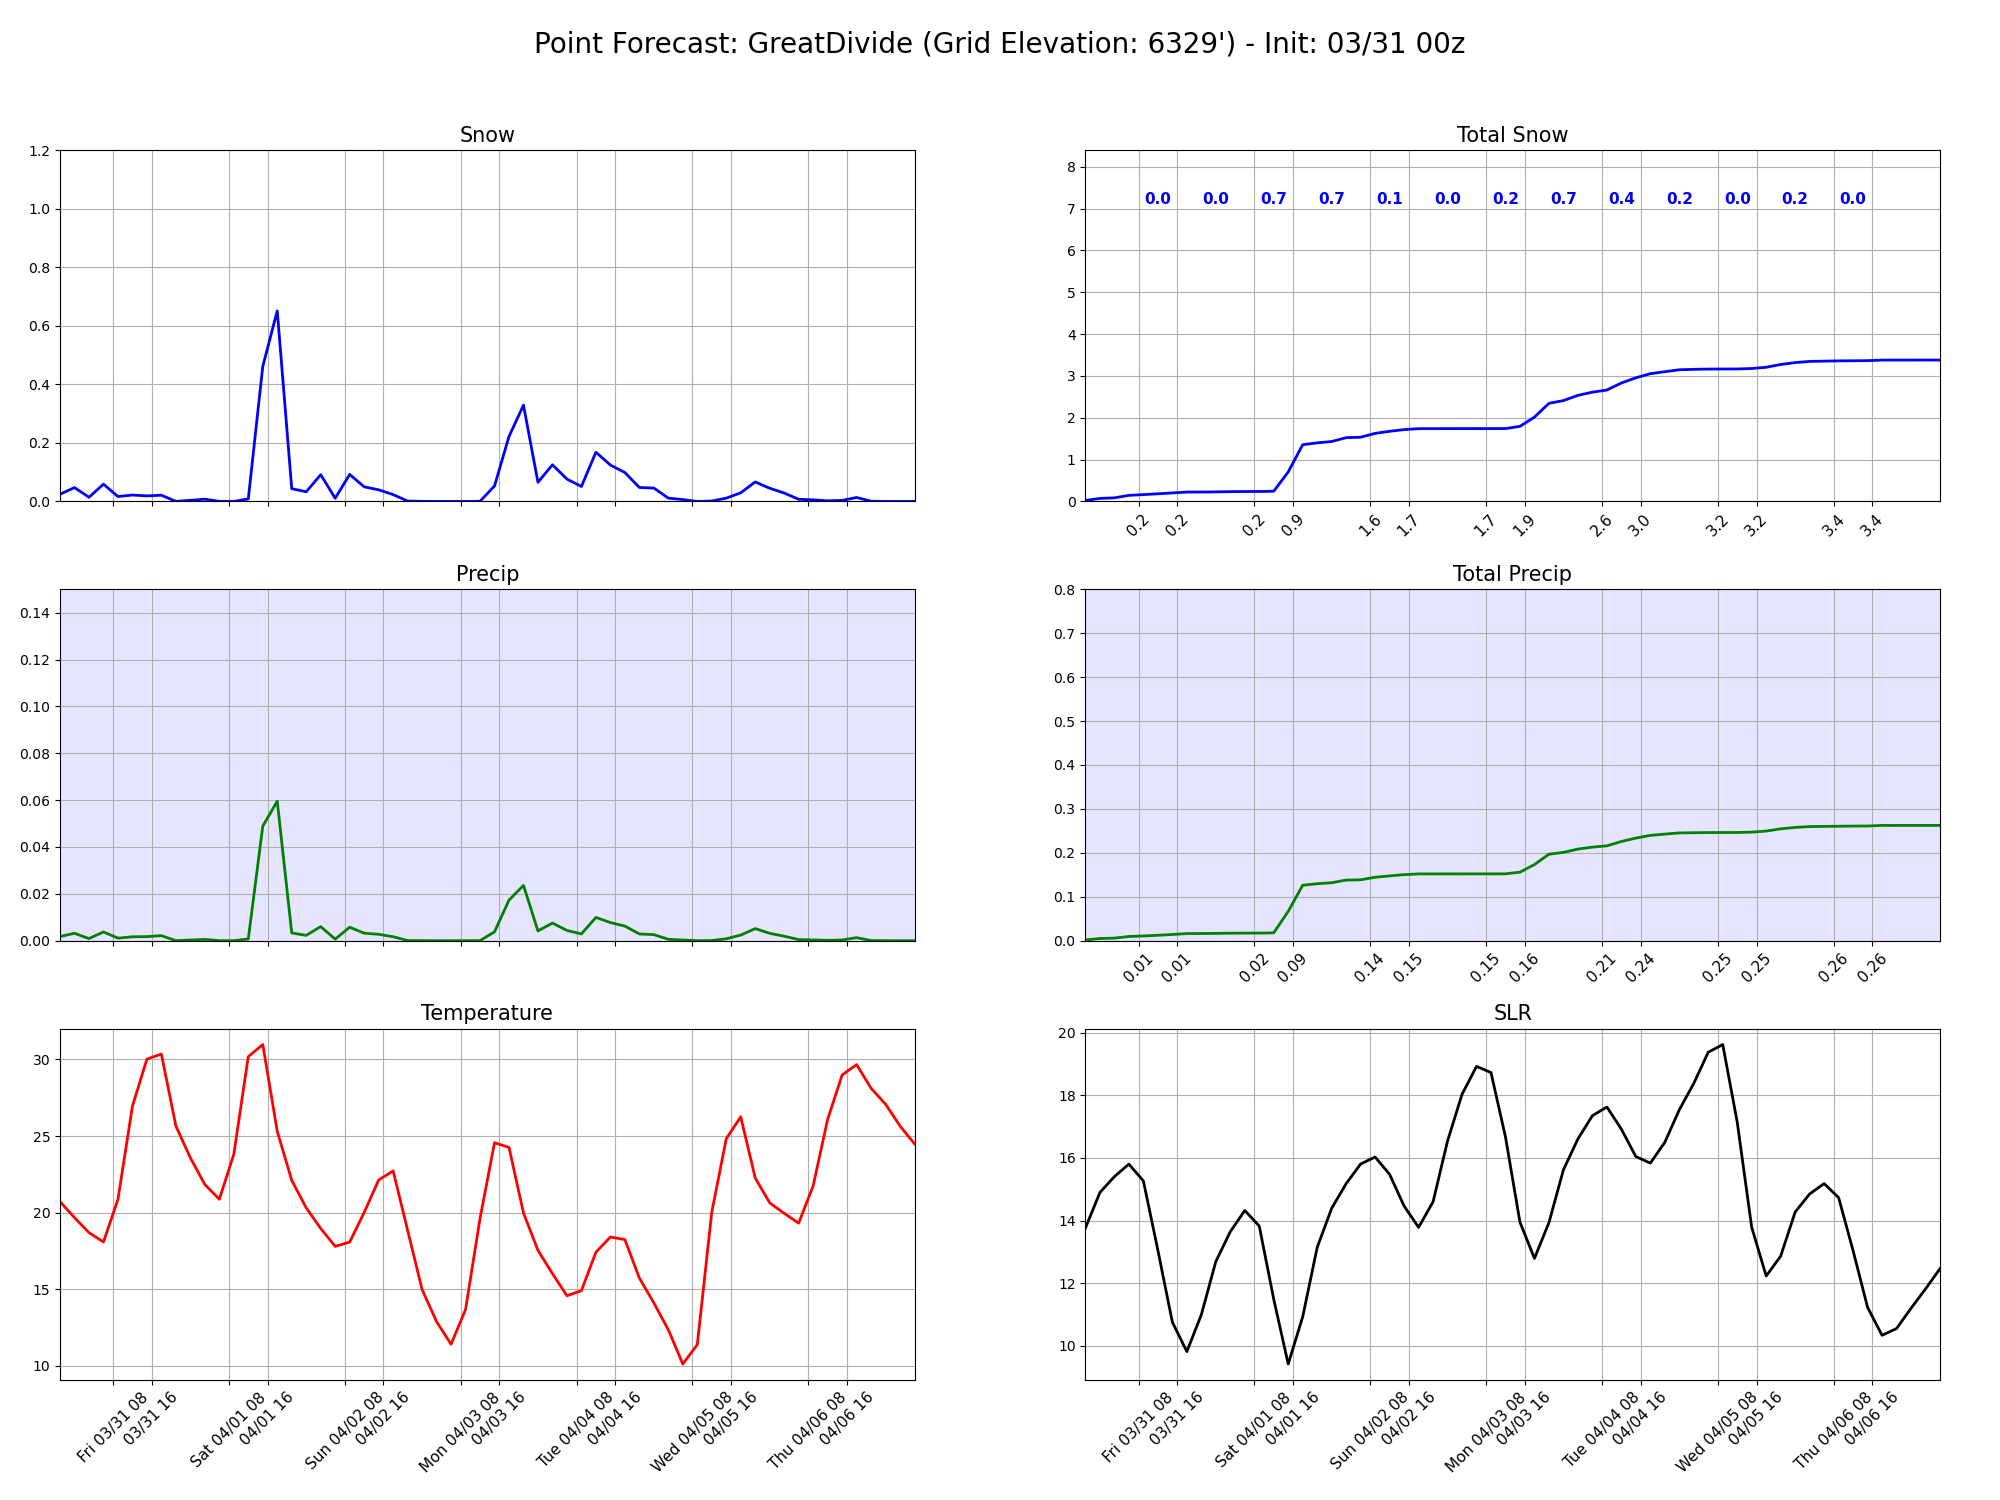 Point Forecast: GreatDivide (Grid Elevation: 6329') - Init: 03/31 00z
Snow
1.2
1.0
0.8
0.6
0.4
0.2
0.0
Total Snow
8
7
6
5
4
3
2
1
0
0.0 0.0 0.7 0.7 0.1 0.0 0.2 0.7 0.4 0.2 0.0 0.2 0.0
0.2 0.2 0.2 0.9 1.6 1.7 1.7 1.9 2.6 3.0 3.2 3.2 3.4 3.4
Precip
0.14
0.12
0.10
0.08
0.06
0.04
0.02
0.00
Total Precip
0.8
0.7
0.6
0.5
0.4
0.3
0.2
0.1
0.0
0.01 0.01 0.02 0.09 0.14 0.15 0.15 0.16 0.21 0.24 0.25 0.25 0.26 0.26
Temperature
30
25
20
15
10
Fri 03/31 08
03/31 16
Sat 04/01 08
04/01 16
Sun 04/02 08
04/02 16
Mon 04/03 08
04/03 16
Tue 04/04 08
04/04 16
Wed 04/05 08
04/05 16
Thu 04/06 08
04/06 16
SLR
20
18
16
14
12
10
Fri 03/31 08
03/31 16
Sat 04/01 08
04/01 16
Sun 04/02 08
04/02 16
Mon 04/03 08
04/03 16
Tue 04/04 08
04/04 16
Wed 04/05 08
04/05 16
Thu 04/06 08
04/06 16